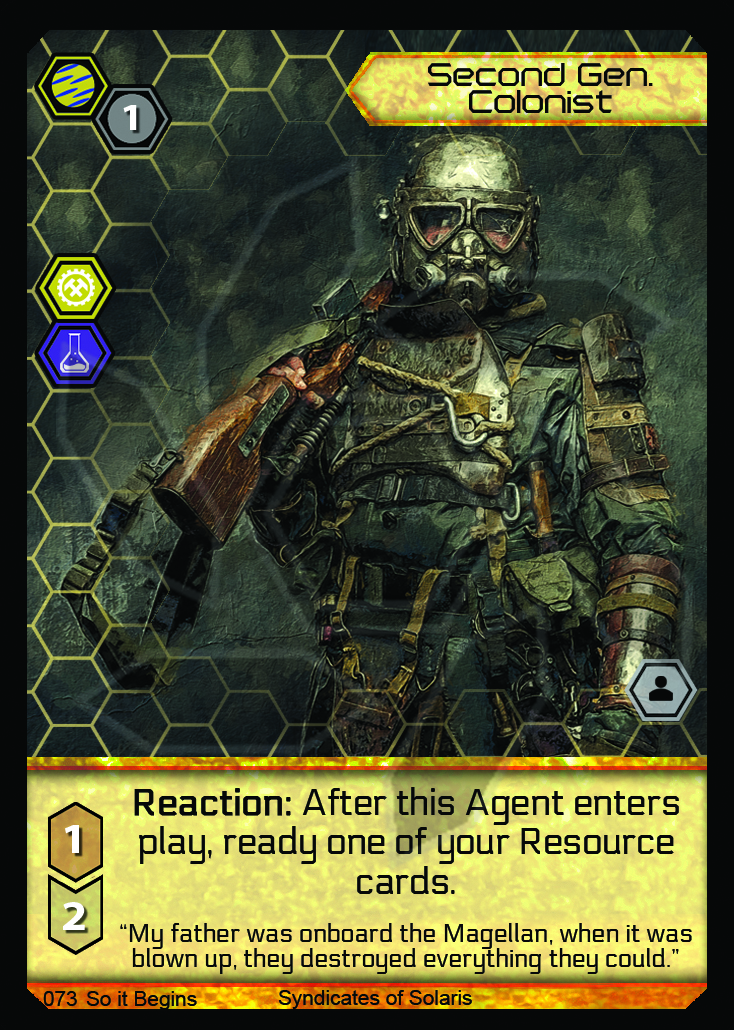 Second Gen.
Colonist
1
Reaction: After this Agent enters
play, ready one of your Resource
cards.
1
2
“My father was onboard the Magellan, when it was
blown up, they destroyed everything they could.”
073 So it Begins
Syndicates of Solaris